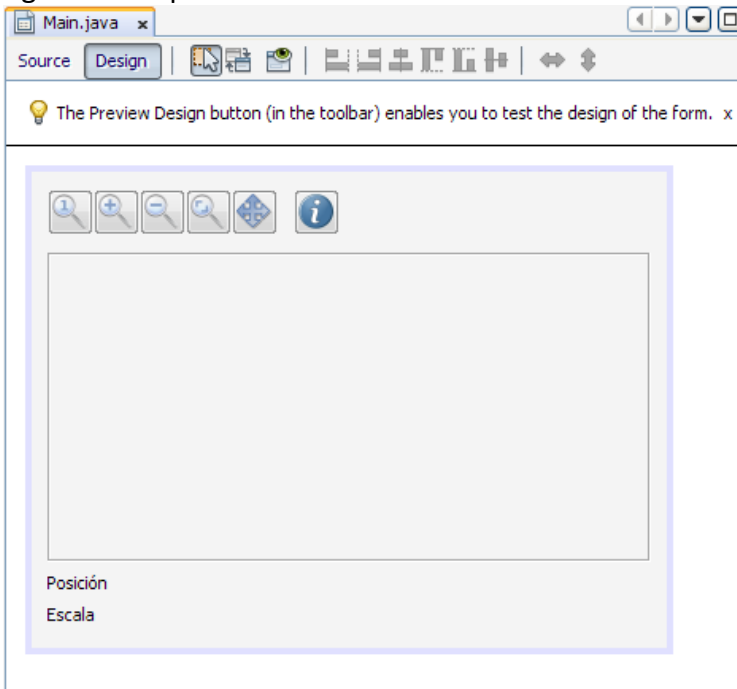 Main.java x
Source Design
The Preview Design button (in the toolbar) enables you to test the design of the form. x
1
i
Posición
Escala